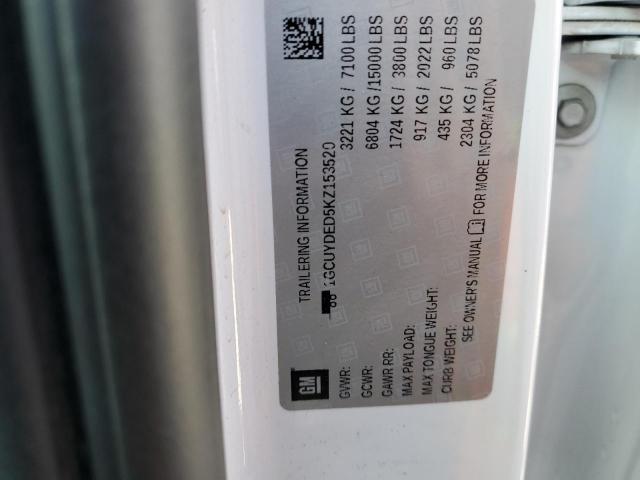 TRAILERING INFORMATION
1GCUYDED5KZ153520
GM
GVWR: 3221 KG / 7100 LBS
GCWR: 6804 KG /15000 LBS
GAWR RR: 1724 KG / 3800 LBS
MAX PAYLOAD: 917 KG / 2022 LBS
MAX TONGUE WEIGHT: 435 KG / 960 LBS
CURB WEIGHT: 2304 KG / 5078 LBS
SEE OWNER'S MANUAL FOR MORE INFORMATION